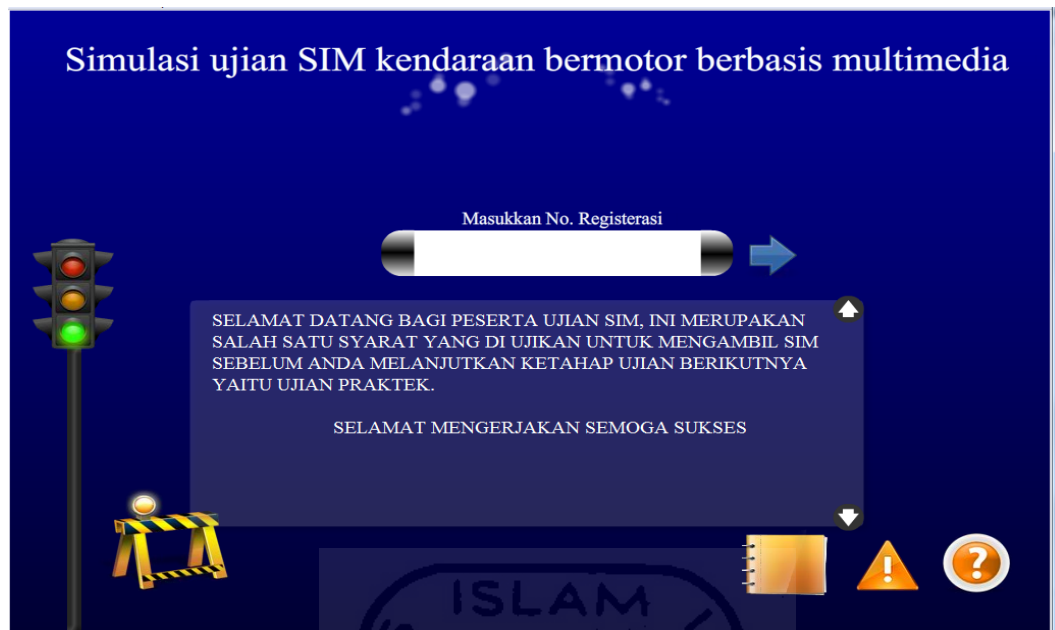 Simulasi ujian SIM kendaraan bermotor berbasis multimedia
Masukkan No. Registerasi
SELAMAT DATANG BAGI PESERTA UJIAN SIM, INI MERUPAKAN
SALAH SATU SYARAT YANG DI UJIKAN UNTUK MENGAMBIL SIM
SEBELUM ANDA MELANJUTKAN KETAHAP UJIAN BERIKUTNYA
YAITU UJIAN PRAKTEK.
SELAMAT MENGERJAKAN SEMOGA SUKSES
!
?
ISLAM